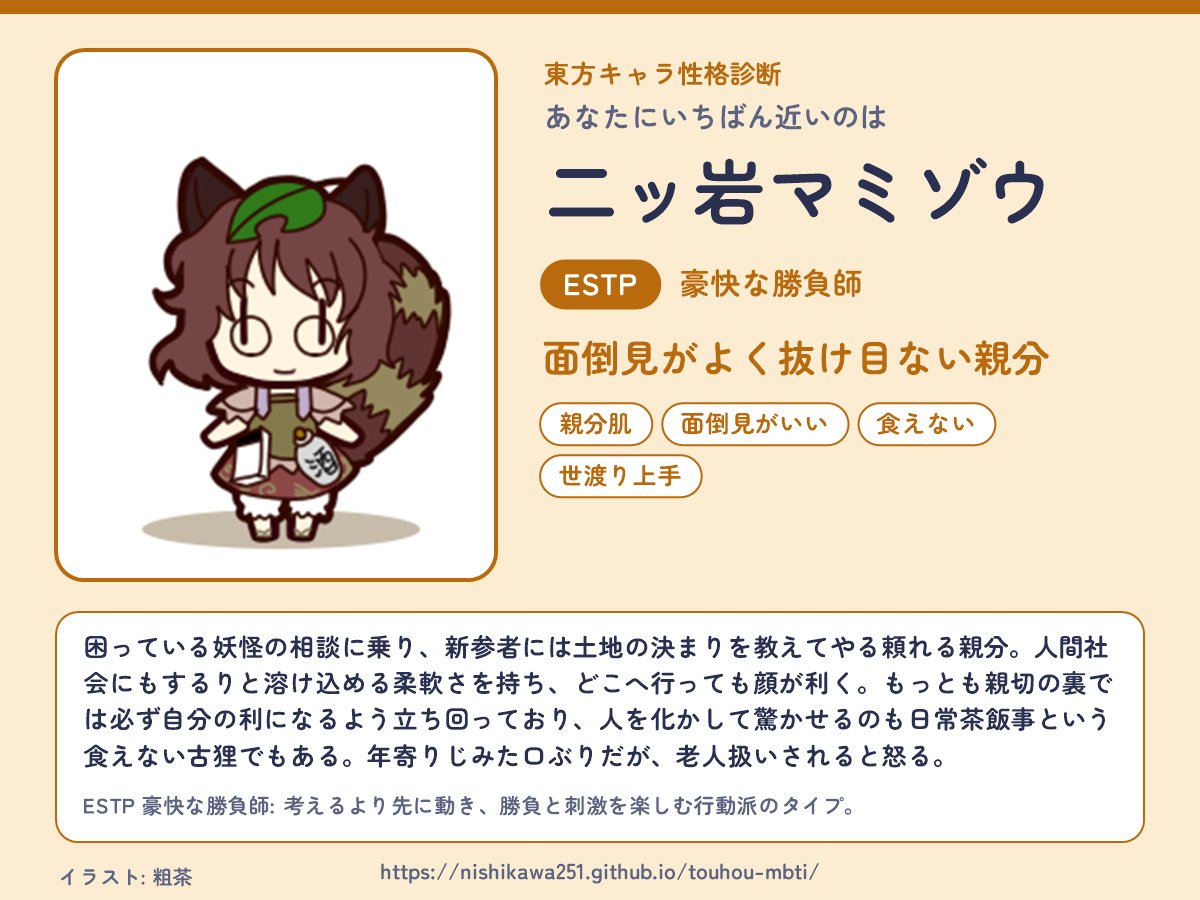 東方キャラ性格診断
あなたにいちばん近いのは
二ッ岩マミゾウ
ESTP 豪快な勝負師
面倒見がよく抜け目ない親分
親分肌 面倒見がいい 食えない
世渡り上手
酒
困っている妖怪の相談に乗り、新参者には土地の決まりを教えてやる頼れる親分。人間社
会にもするりと溶け込める柔軟さを持ち、どこへ行っても顔が利く。もっとも親切の裏で
は必ず自分の利になるよう立ち回っており、人を化かして驚かせるのも日常茶飯事という
食えない古狸でもある。年寄りじみた口ぶりだが、老人扱いされると怒る。
ESTP 豪快な勝負師: 考えるより先に動き、勝負と刺激を楽しむ行動派のタイプ。
イラスト: 粗茶
https://nishikawa251.github.io/touhou-mbti/